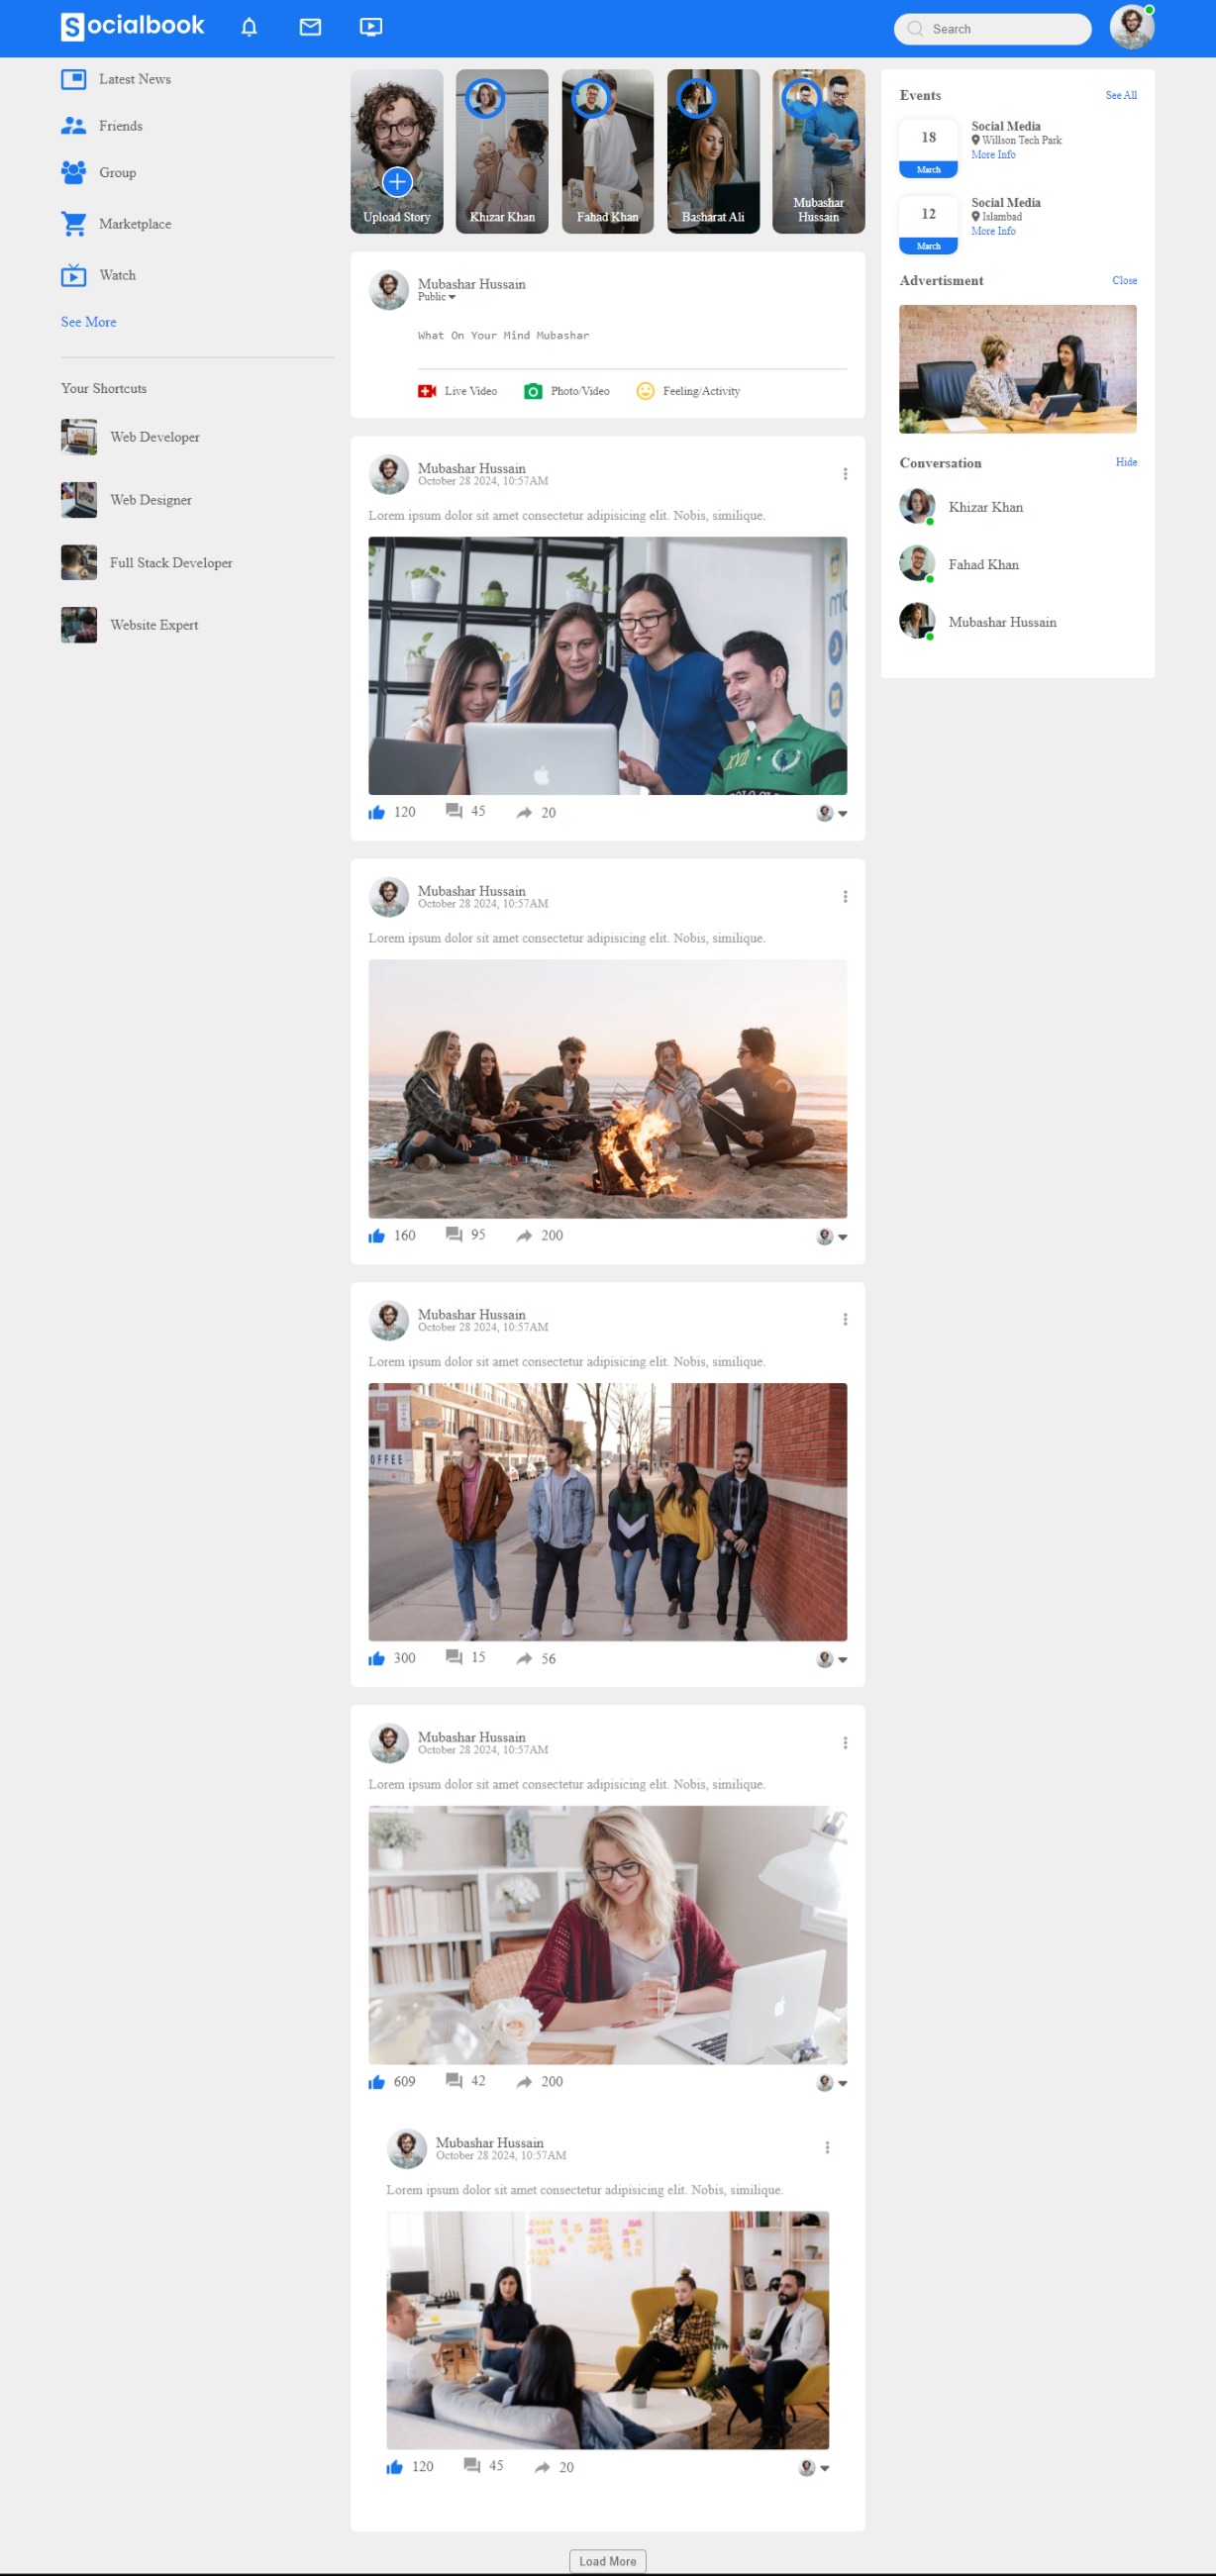 Socialbook
Search
Latest News
Friends
Group
Marketplace
Watch
See More
Your Shortcuts
Web Developer
Web Designer
Full Stack Developer
Website Expert
Upload Story
Khizar Khan
Fahad Khan
Basharat Ali
Mubashar
Hussain
Mubashar Hussain
Public
What On Your Mind Mubashar
Live Video
Photo/Video
Feeling/Activity
Mubashar Hussain
October 28 2024, 10:57AM
Lorem ipsum dolor sit amet consectetur adipisicing elit. Nobis, similique.
XVII
120 45 20
Mubashar Hussain
October 28 2024, 10:57AM
Lorem ipsum dolor sit amet consectetur adipisicing elit. Nobis, similique.
160 95 200
Mubashar Hussain
October 28 2024, 10:57AM
Lorem ipsum dolor sit amet consectetur adipisicing elit. Nobis, similique.
OFFEE
300 15 56
Mubashar Hussain
October 28 2024, 10:57AM
Lorem ipsum dolor sit amet consectetur adipisicing elit. Nobis, similique.
609 42 200
Mubashar Hussain
October 28 2024, 10:57AM
Lorem ipsum dolor sit amet consectetur adipisicing elit. Nobis, similique.
120 45 20
Load More
Events See All
18
March
Social Media
Willson Tech Park
More Info
12
March
Social Media
Islambad
More Info
Advertisment Close
Conversation Hide
Khizar Khan
Fahad Khan
Mubashar Hussain